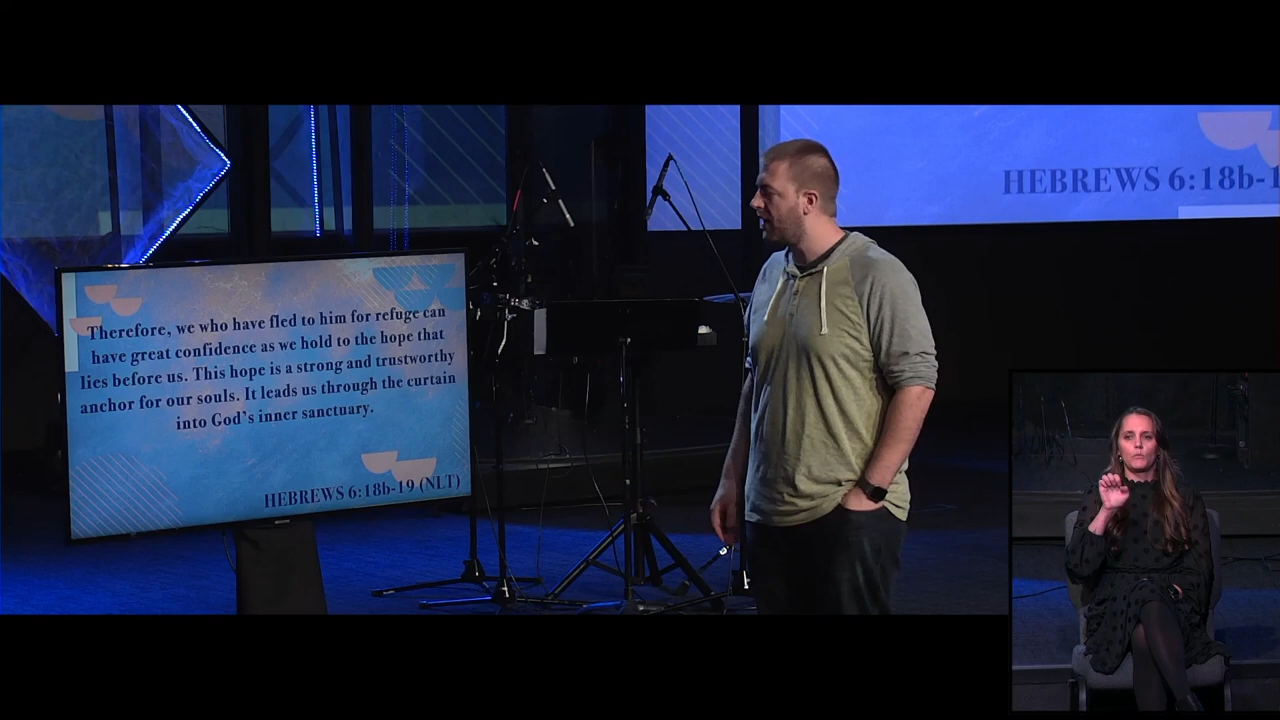 Therefore, we who have fled to him for refuge can
have great confidence as we hold to the hope that
lies before us. This hope is a strong and trustworthy
anchor for our souls. It leads us through the curtain
into God's inner sanctuary.
HEBREWS 6:18b-19 (NLT)
HEBREWS 6:18b-1